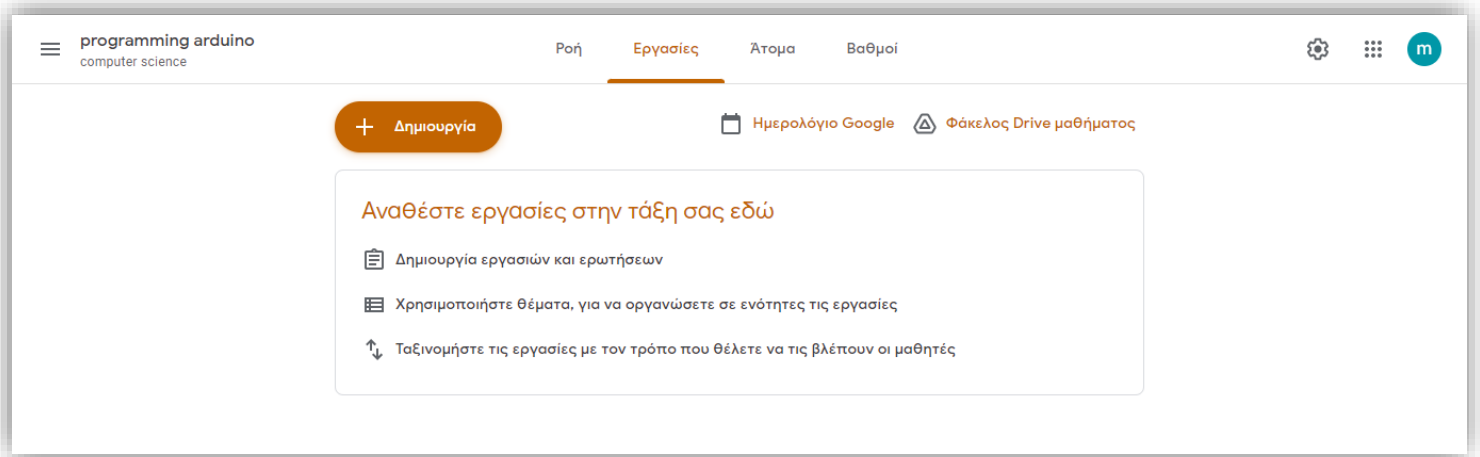 programming arduino
computer science
Ροή Εργασίες Άτομα Βαθμοί
m
Δημιουργία
Ημερολόγιο Google Φάκελος Drive μαθήματος
Αναθέστε εργασίες στην τάξη σας εδώ
Δημιουργία εργασιών και ερωτήσεων
Χρησιμοποιήστε θέματα, για να οργανώσετε σε ενότητες τις εργασίες
Ταξινομήστε τις εργασίες με τον τρόπο που θέλετε να τις βλέπουν οι μαθητές